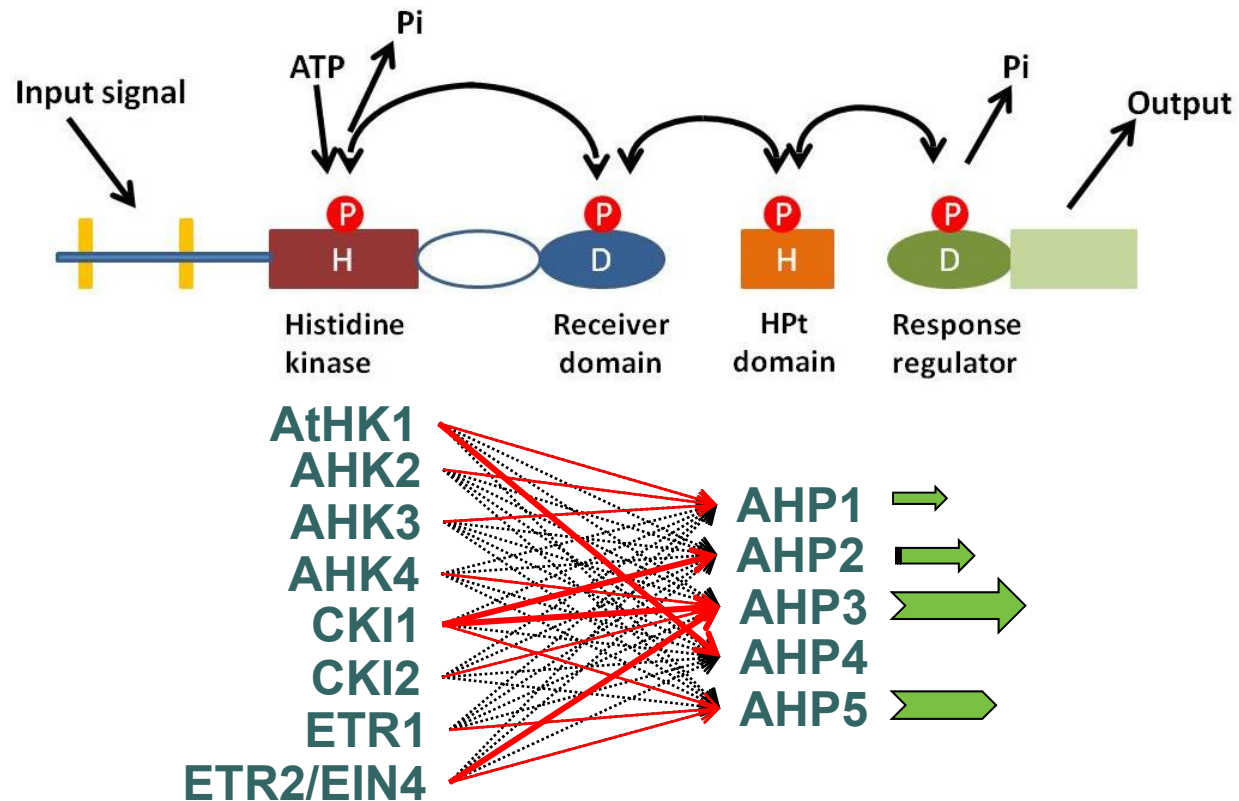 Pi
ATP
Pi
Input signal
Output
P
P
P
P
H
D
H
D
Histidine
kinase
Receiver
domain
HPt
domain
Response
regulator
AtHK1
AHK2
AHK3
AHK4
CKI1
CKI2
ETR1
ETR2/EIN4
AHP1
AHP2
AHP3
AHP4
AHP5